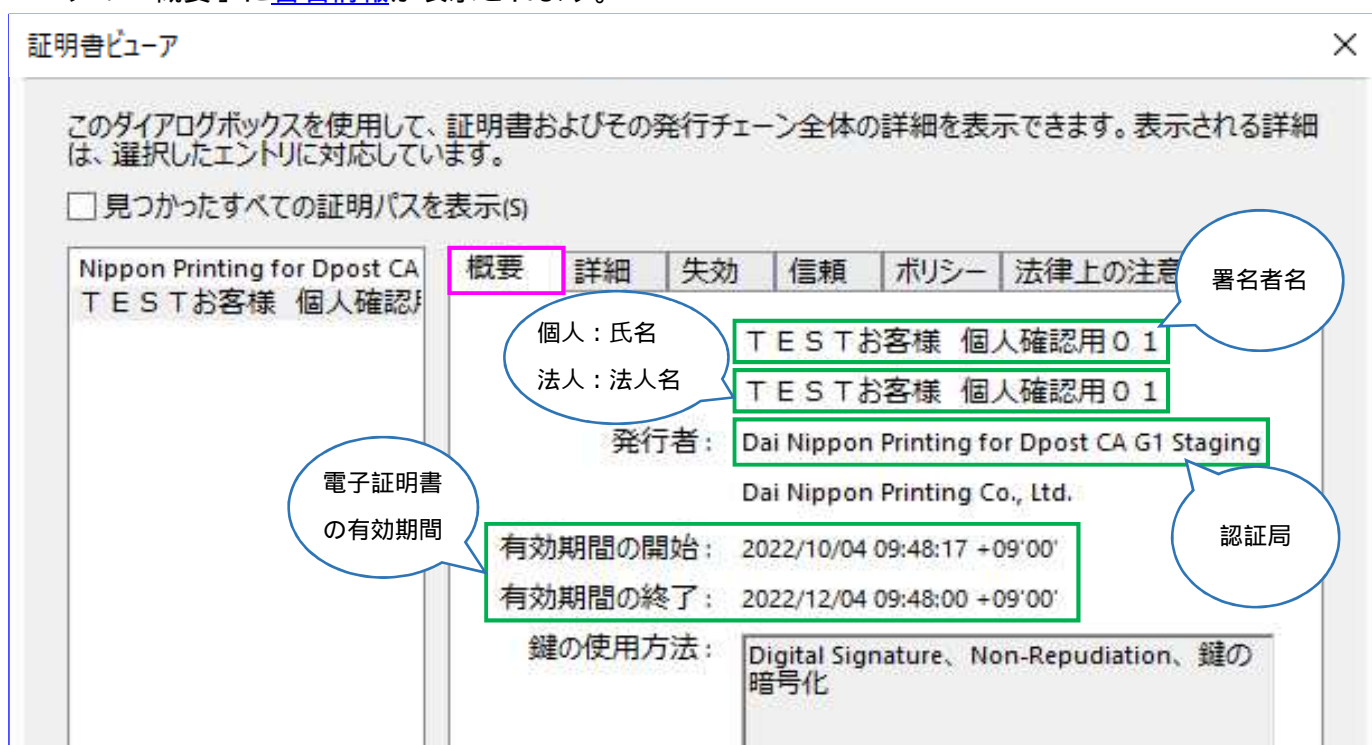 証明書ビューア
このダイアログボックスを使用して、証明書およびその発行チェーン全体の詳細を表示できます。表示される詳細
は、選択したエントリに対応しています。
見つかったすべての証明パスを表示(S)
Nippon Printing for Dpost CA
ＴＥＳＴお客様 個人確認用
概要 詳細 失効 信頼 ポリシー 法律上の注意
署名者名
個人：氏名
法人：法人名
ＴＥＳＴお客様 個人確認用０１
ＴＥＳＴお客様 個人確認用０１
発行者： Dai Nippon Printing for Dpost CA G1 Staging
Dai Nippon Printing Co., Ltd.
認証局
電子証明書
の有効期間
有効期間の開始： 2022/10/04 09:48:17 +09'00'
有効期間の終了： 2022/12/04 09:48:00 +09'00'
鍵の使用方法： Digital Signature、Non-Repudiation、鍵の
暗号化